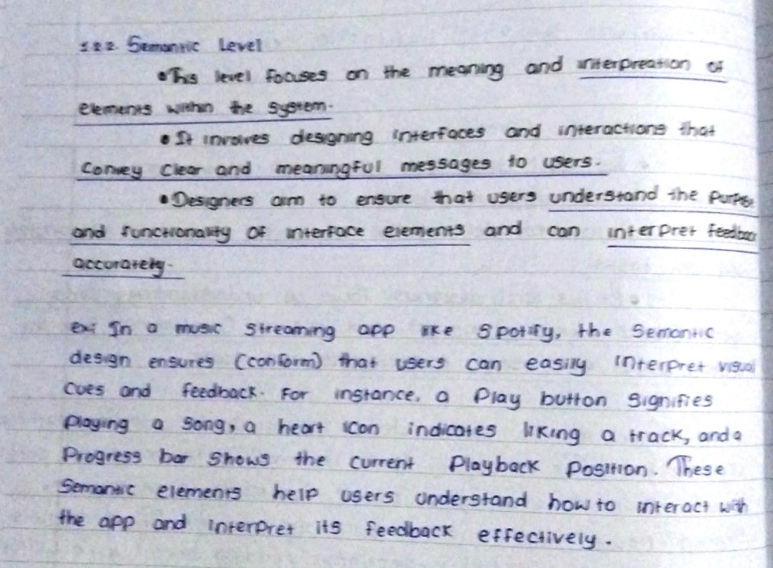 1.2.2. Semantic Level
•This level focuses on the meaning and interpretation of
elements within the system.
• It involves designing interfaces and interactions that
convey clear and meaningful messages to users.
•Designers aim to ensure that users understand the purpose
and functionality of interface elements and can interpret feedback
accurately.
ex: In a music streaming app like Spotify, the semantic
design ensures (conform) that users can easily interpret visual
cues and feedback. For instance, a play button signifies
playing a song, a heart icon indicates liking a track, and a
progress bar shows the current playback position. These
semantic elements help users understand how to interact with
the app and interpret its feedback effectively.